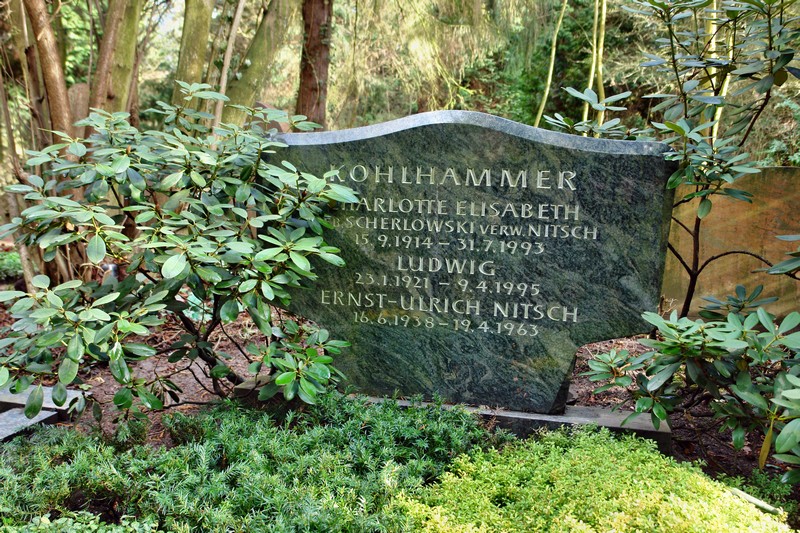 KOHLHAMMER
CHARLOTTE ELISABETH
GEB. SCHERLOWSKI VERW. NITSCH
15.9.1914 – 31.7.1993
LUDWIG
23.1.1921 – 9.4.1995
ERNST-ULRICH NITSCH
16.6.1938 – 19.4.1963